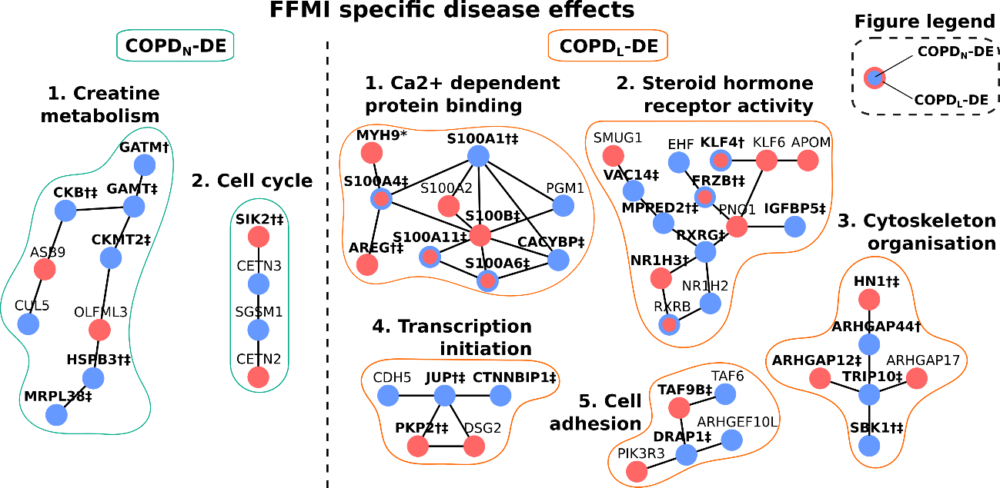 FFMI specific disease effects
COPDN-DE
COPDL-DE
Figure legend
COPDN-DE
COPDL-DE
1. Creatine
metabolism
GATM†
CKB†‡
GAMT‡
CKMT2‡
ASB9
CUL5
OLFML3
HSPB3†‡
MRPL38‡
2. Cell cycle
SIK2†‡
CETN3
SGSM1
CETN2
1. Ca2+ dependent
protein binding
MYH9*
S100A1†‡
S100A4‡
S100A2
PGM1
S100B‡
S100A11‡
CACYBP‡
AREG†‡
S100A6‡
2. Steroid hormone
receptor activity
SMUG1
EHF
KLF4†
KLF6
APOM
VAC14‡
FRZB†‡
MPPED2†‡
PNO1
IGFBP5‡
RXRG‡
NR1H3†
NR1H2
RXRB
3. Cytoskeleton
organisation
HN1†‡
ARHGAP44†
ARHGAP12‡
ARHGAP17
TRIP10‡
SBK1†‡
4. Transcription
initiation
CDH5
JUP†‡
CTNNBIP1‡
PKP2†‡
DSG2
5. Cell
adhesion
TAF6
TAF9B‡
ARHGEF10L
DRAP1‡
PIK3R3